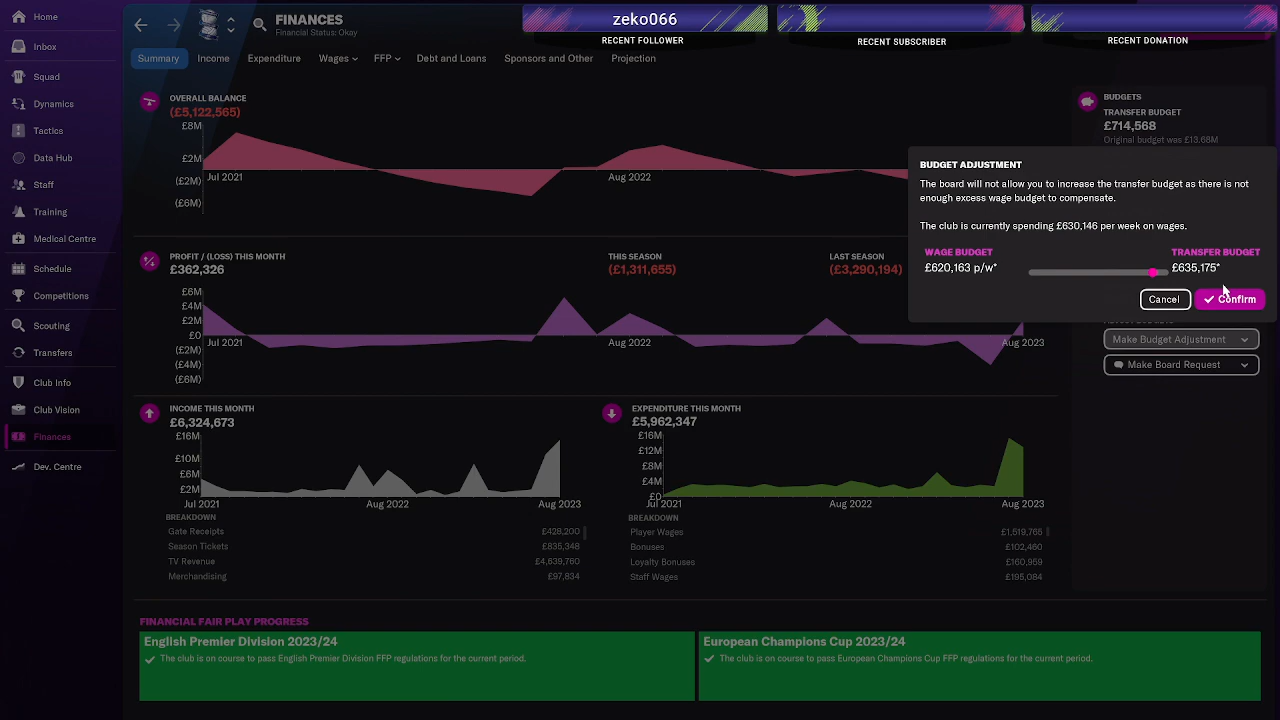 Home
Inbox
Squad
Dynamics
Tactics
Data Hub
Staff
Training
Medical Centre
Schedule
Competitions
Scouting
Transfers
Club Info
Club Vision
Finances
Dev. Centre
FINANCES
Financial Status: Okay
zeko066
RECENT FOLLOWER
RECENT SUBSCRIBER
RECENT DONATION
Summary
Income
Expenditure
Wages
FFP
Debt and Loans
Sponsors and Other
Projection
OVERALL BALANCE
(£5,122,565)
£8M
£2M
(£2M)
(£6M)
Jul 2021
Aug 2022
BUDGETS
TRANSFER BUDGET
£714,568
Original budget was £13.68M
BUDGET ADJUSTMENT
The board will not allow you to increase the transfer budget as there is not
enough excess wage budget to compensate.
The club is currently spending £630,146 per week on wages.
WAGE BUDGET
£620,163 p/w*
TRANSFER BUDGET
£635,175*
Cancel
Confirm
Make Budget Adjustment
Make Board Request
PROFIT / (LOSS) THIS MONTH
£362,326
THIS SEASON
(£1,311,655)
LAST SEASON
(£3,290,194)
£6M
£4M
£2M
£0
(£2M)
(£4M)
(£6M)
Jul 2021
Aug 2022
Aug 2023
INCOME THIS MONTH
£6,324,673
£16M
£10M
£6M
£2M
Jul 2021
Aug 2022
Aug 2023
BREAKDOWN
Gate Receipts £428,200
Season Tickets £835,348
TV Revenue £4,639,760
Merchandising £97,834
EXPENDITURE THIS MONTH
£5,962,347
£16M
£12M
£8M
£4M
£0
Jul 2021
Aug 2022
Aug 2023
BREAKDOWN
Player Wages £1,519,765
Bonuses £102,460
Loyalty Bonuses £160,959
Staff Wages £195,084
FINANCIAL FAIR PLAY PROGRESS
English Premier Division 2023/24
The club is on course to pass English Premier Division FFP regulations for the current period.
European Champions Cup 2023/24
The club is on course to pass European Champions Cup FFP regulations for the current period.